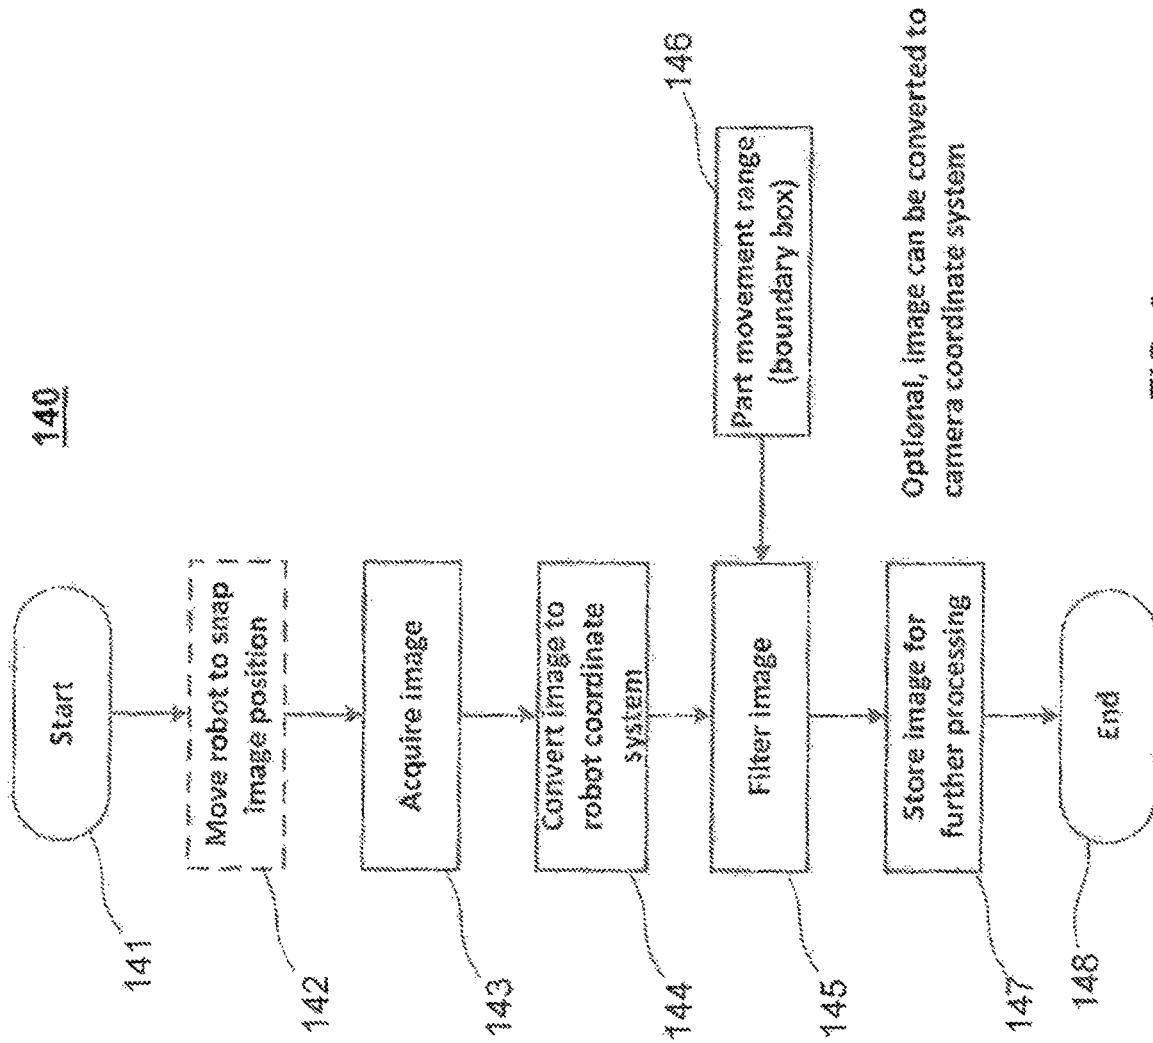 140
Start
141
Move robot to snap
image position
142
Acquire image
143
Convert image to
robot coordinate
system
144
Filter image
145
Part movement range
(boundary box)
146
Store image for
further processing
147
End
148
Optional, image can be converted to
camera coordinate system